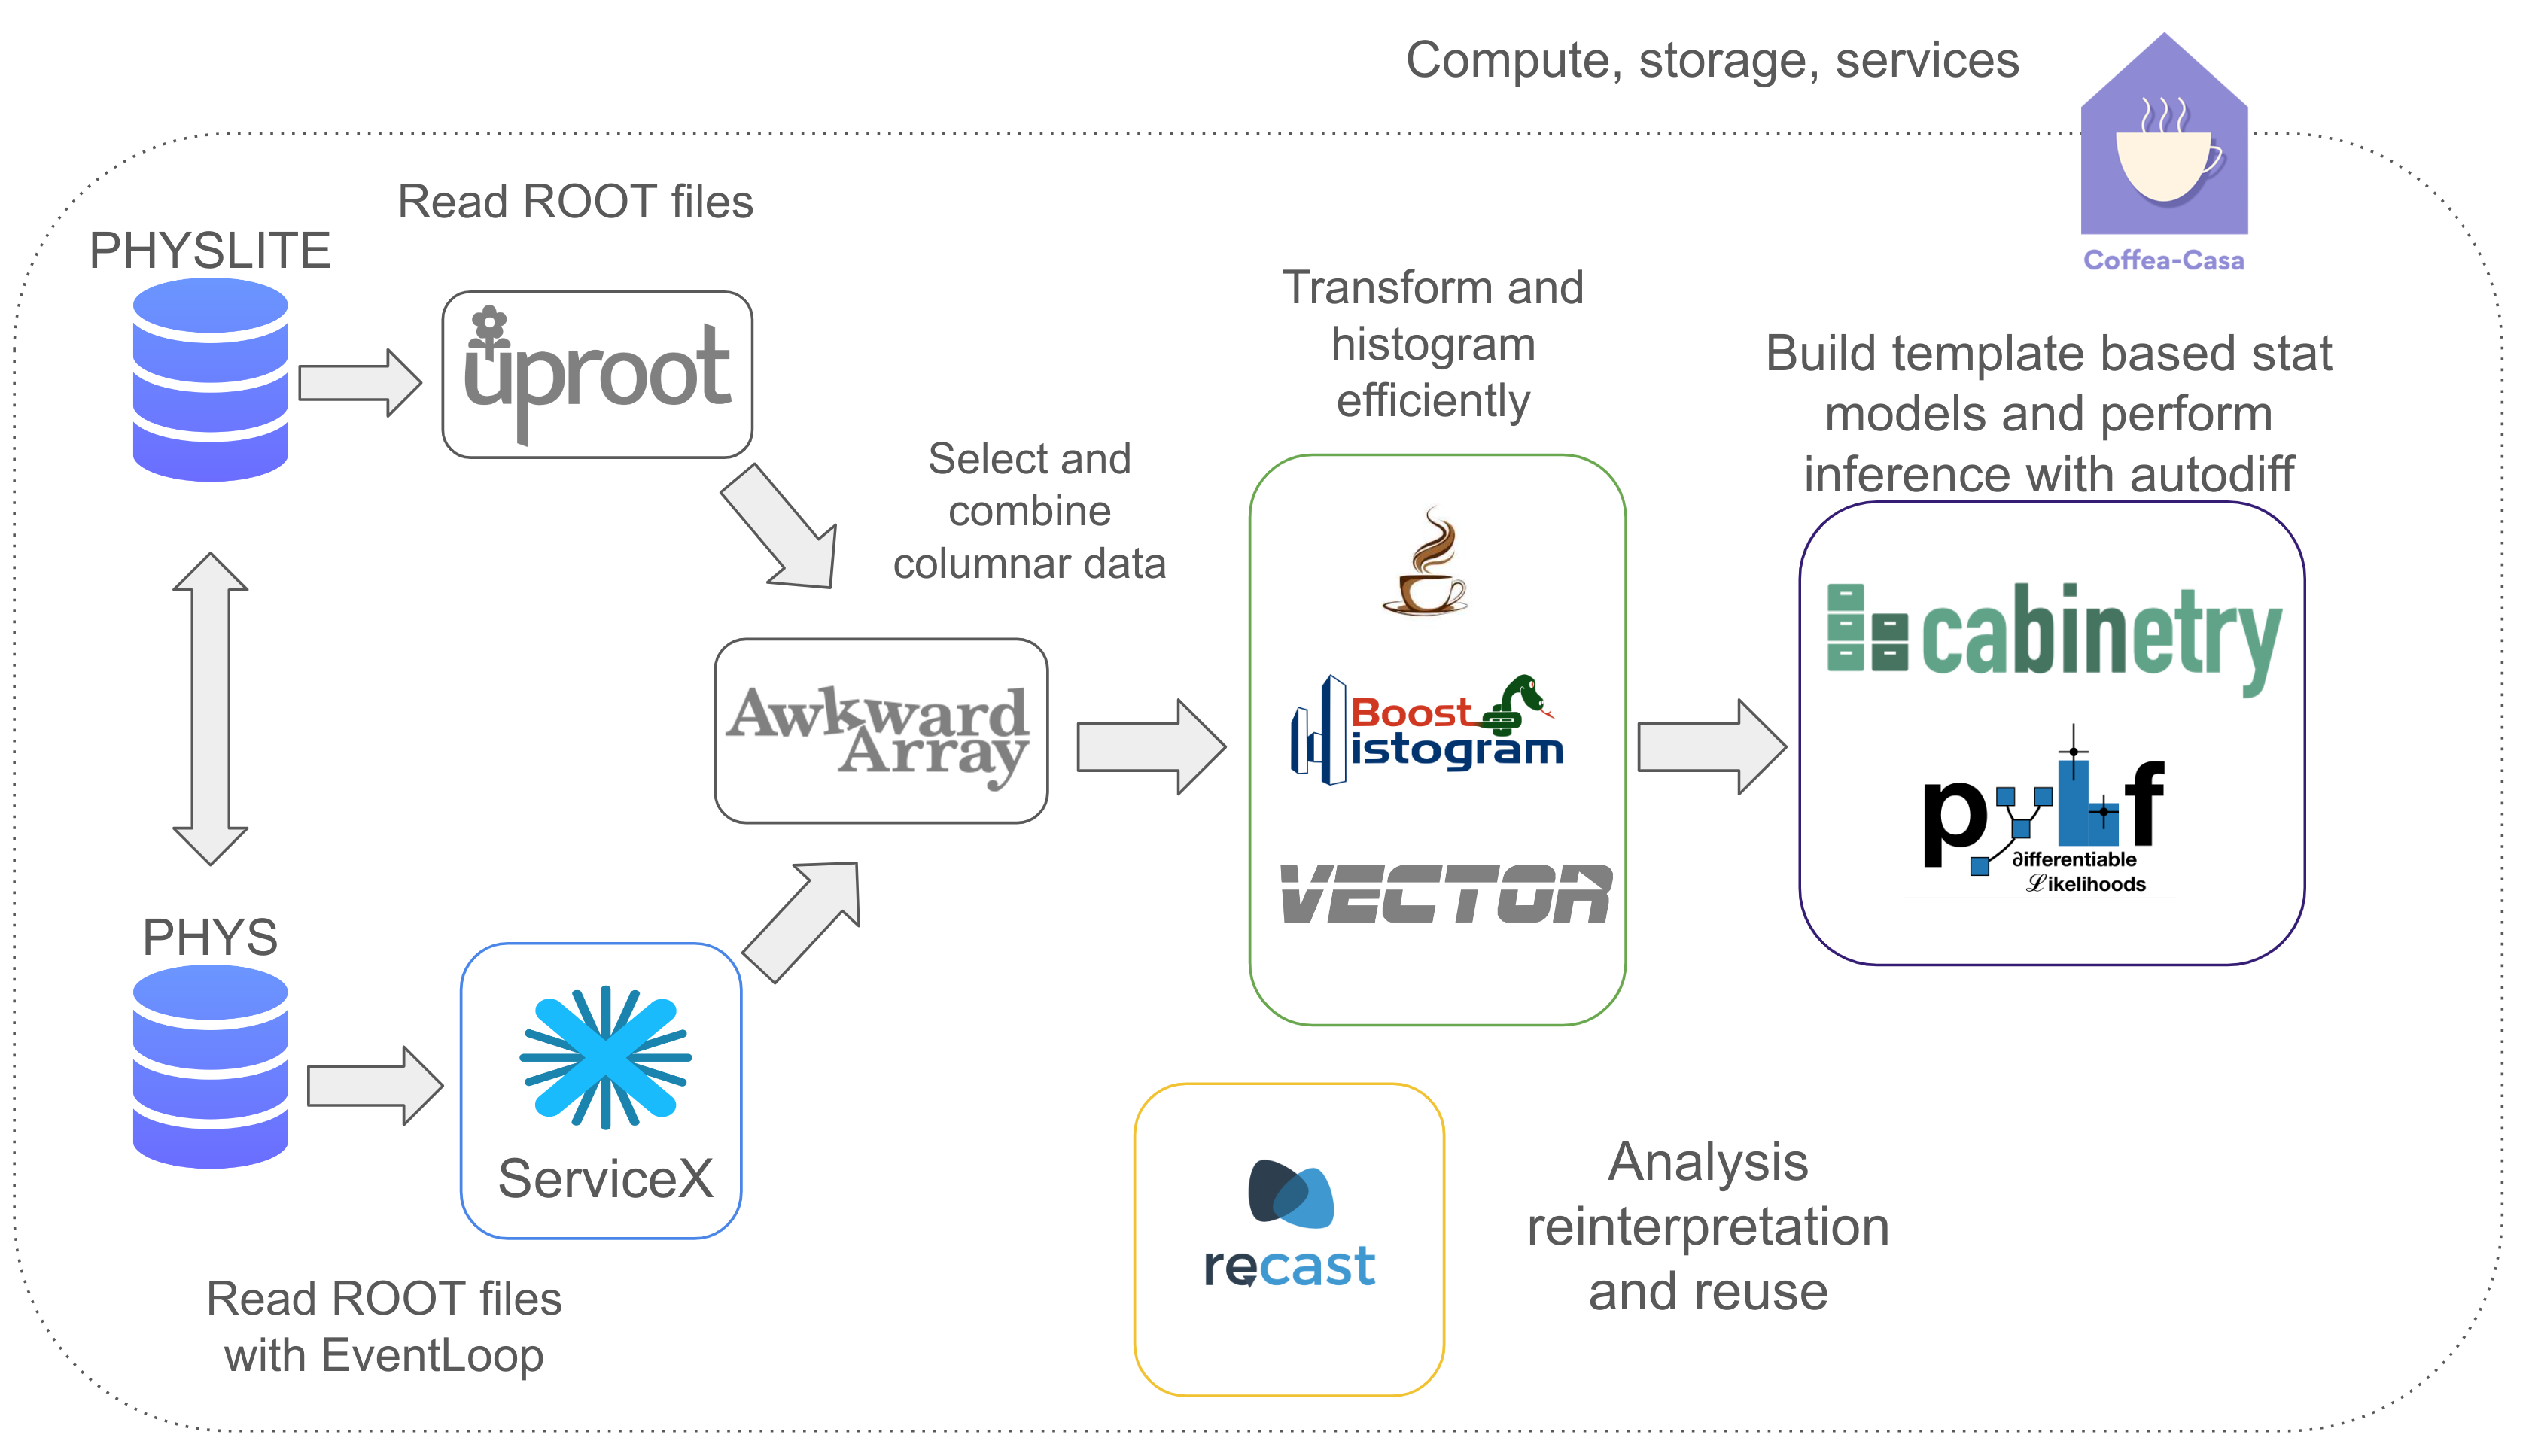 Compute, storage, services
Coffea-Casa
Read ROOT files
PHYSLITE
uproot
Select and
combine
columnar data
Awkward
Array
Transform and
histogram
efficiently
Boost
Histogram
VECTOR
Build template based stat
models and perform
inference with autodiff
cabinetry
pyhf
∂ifferentiable
ℒikelihoods
PHYS
ServiceX
Read ROOT files
with EventLoop
recast
Analysis
reinterpretation
and reuse